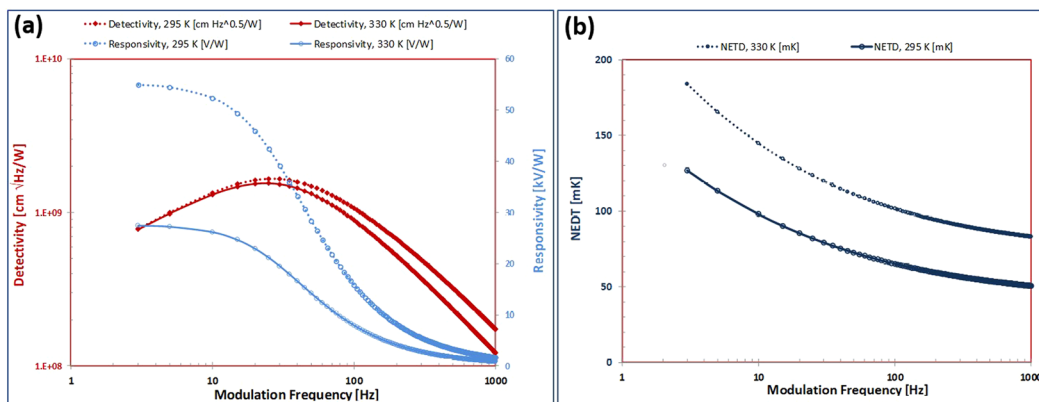 (a)
Detectivity, 295 K [cm Hz^0.5/W]
Detectivity, 330 K [cm Hz^0.5/W]
Responsivity, 295 K [V/W]
Responsivity, 330 K [V/W]
Detectivity [cm √Hz/W]
1.E+10
1.E+09
1.E+08
60
50
40
30
20
10
0
Responsivity [kV/W]
1
10
100
1000
Modulation Frequency [Hz]
(b)
NETD, 330 K [mK]
NETD, 295 K [mK]
NEDT [mK]
200
150
100
50
0
1
10
100
1000
Modulation Frequency [Hz]